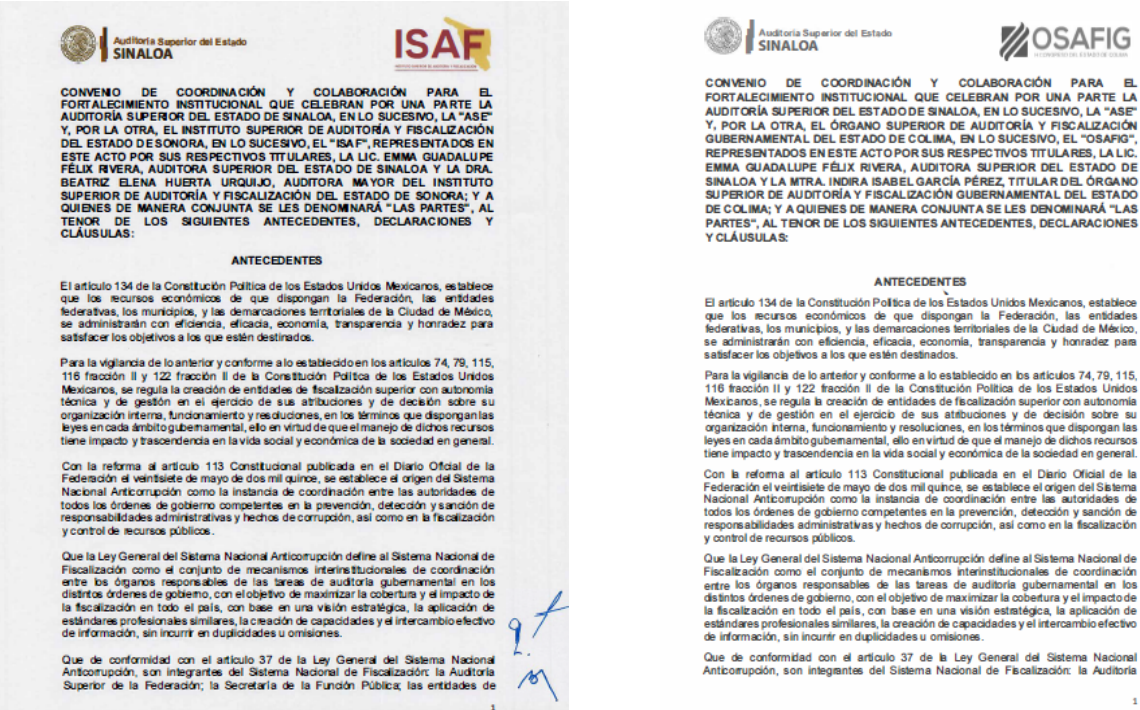 Auditoría Superior del Estado
SINALOA
ISAF
INSTITUTO SUPERIOR DE AUDITORÍA Y FISCALIZACIÓN
CONVENIO DE COORDINACIÓN Y COLABORACIÓN PARA EL
FORTALECIMIENTO INSTITUCIONAL QUE CELEBRAN POR UNA PARTE LA
AUDITORÍA SUPERIOR DEL ESTADO DE SINALOA, EN LO SUCESIVO, LA "ASE"
Y, POR LA OTRA, EL INSTITUTO SUPERIOR DE AUDITORÍA Y FISCALIZACIÓN
DEL ESTADO DE SONORA, EN LO SUCESIVO, EL "ISAF", REPRESENTADOS EN
ESTE ACTO POR SUS RESPECTIVOS TITULARES, LA LIC. EMMA GUADALUPE
FÉLIX RIVERA, AUDITORA SUPERIOR DEL ESTADO DE SINALOA Y LA DRA.
BEATRIZ ELENA HUERTA URQUIJO, AUDITORA MAYOR DEL INSTITUTO
SUPERIOR DE AUDITORÍA Y FISCALIZACIÓN DEL ESTADO DE SONORA; Y A
QUIENES DE MANERA CONJUNTA SE LES DENOMINARÁ "LAS PARTES", AL
TENOR DE LOS SIGUIENTES ANTECEDENTES, DECLARACIONES Y
CLÁUSULAS:
ANTECEDENTES
El artículo 134 de la Constitución Política de los Estados Unidos Mexicanos, establece
que los recursos económicos de que dispongan la Federación, las entidades
federativas, los municipios, y las demarcaciones territoriales de la Ciudad de México,
se administrarán con eficiencia, eficacia, economía, transparencia y honradez para
satisfacer los objetivos a los que estén destinados.
Para la vigilancia de lo anterior y conforme a lo establecido en los artículos 74, 79, 115,
116 fracción II y 122 fracción II de la Constitución Política de los Estados Unidos
Mexicanos, se regula la creación de entidades de fiscalización superior con autonomía
técnica y de gestión en el ejercicio de sus atribuciones y de decisión sobre su
organización interna, funcionamiento y resoluciones, en los términos que dispongan las
leyes en cada ámbito gubernamental, ello en virtud de que el manejo de dichos recursos
tiene impacto y trascendencia en la vida social y económica de la sociedad en general.
Con la reforma al artículo 113 Constitucional publicada en el Diario Oficial de la
Federación el veintisiete de mayo de dos mil quince, se establece el origen del Sistema
Nacional Anticorrupción como la instancia de coordinación entre las autoridades de
todos los órdenes de gobierno competentes en la prevención, detección y sanción de
responsabilidades administrativas y hechos de corrupción, así como en la fiscalización
y control de recursos públicos.
Que la Ley General del Sistema Nacional Anticorrupción define al Sistema Nacional de
Fiscalización como el conjunto de mecanismos interinstitucionales de coordinación
entre los órganos responsables de las tareas de auditoría gubernamental en los
distintos órdenes de gobierno, con el objetivo de maximizar la cobertura y el impacto de
la fiscalización en todo el país, con base en una visión estratégica, la aplicación de
estándares profesionales similares, la creación de capacidades y el intercambio efectivo
de información, sin incurrir en duplicidades u omisiones.
Que de conformidad con el artículo 37 de la Ley General del Sistema Nacional
Anticorrupción, son integrantes del Sistema Nacional de Fiscalización: la Auditoría
Superior de la Federación; la Secretaría de la Función Pública; las entidades de
1
Auditoría Superior del Estado
SINALOA
OSAFIG
H. CONGRESO DEL ESTADO DE COLIMA
CONVENIO DE COORDINACIÓN Y COLABORACIÓN PARA EL
FORTALECIMIENTO INSTITUCIONAL QUE CELEBRAN POR UNA PARTE LA
AUDITORÍA SUPERIOR DEL ESTADO DE SINALOA, EN LO SUCESIVO, LA "ASE"
Y, POR LA OTRA, EL ÓRGANO SUPERIOR DE AUDITORÍA Y FISCALIZACIÓN
GUBERNAMENTAL DEL ESTADO DE COLIMA, EN LO SUCESIVO, EL "OSAFIG",
REPRESENTADOS EN ESTE ACTO POR SUS RESPECTIVOS TITULARES, LA LIC.
EMMA GUADALUPE FÉLIX RIVERA, AUDITORA SUPERIOR DEL ESTADO DE
SINALOA Y LA MTRA. INDIRA ISABEL GARCÍA PÉREZ, TITULAR DEL ÓRGANO
SUPERIOR DE AUDITORÍA Y FISCALIZACIÓN GUBERNAMENTAL DEL ESTADO
DE COLIMA; Y A QUIENES DE MANERA CONJUNTA SE LES DENOMINARÁ "LAS
PARTES", AL TENOR DE LOS SIGUIENTES ANTECEDENTES, DECLARACIONES
Y CLÁUSULAS:
ANTECEDENTES
El artículo 134 de la Constitución Política de los Estados Unidos Mexicanos, establece
que los recursos económicos de que dispongan la Federación, las entidades
federativas, los municipios, y las demarcaciones territoriales de la Ciudad de México,
se administrarán con eficiencia, eficacia, economía, transparencia y honradez para
satisfacer los objetivos a los que estén destinados.
Para la vigilancia de lo anterior y conforme a lo establecido en los artículos 74, 79, 115,
116 fracción II y 122 fracción II de la Constitución Política de los Estados Unidos
Mexicanos, se regula la creación de entidades de fiscalización superior con autonomía
técnica y de gestión en el ejercicio de sus atribuciones y de decisión sobre su
organización interna, funcionamiento y resoluciones, en los términos que dispongan las
leyes en cada ámbito gubernamental, ello en virtud de que el manejo de dichos recursos
tiene impacto y trascendencia en la vida social y económica de la sociedad en general.
Con la reforma al artículo 113 Constitucional publicada en el Diario Oficial de la
Federación el veintisiete de mayo de dos mil quince, se establece el origen del Sistema
Nacional Anticorrupción como la instancia de coordinación entre las autoridades de
todos los órdenes de gobierno competentes en la prevención, detección y sanción de
responsabilidades administrativas y hechos de corrupción, así como en la fiscalización
y control de recursos públicos.
Que la Ley General del Sistema Nacional Anticorrupción define al Sistema Nacional de
Fiscalización como el conjunto de mecanismos interinstitucionales de coordinación
entre los órganos responsables de las tareas de auditoría gubernamental en los
distintos órdenes de gobierno, con el objetivo de maximizar la cobertura y el impacto de
la fiscalización en todo el país, con base en una visión estratégica, la aplicación de
estándares profesionales similares, la creación de capacidades y el intercambio efectivo
de información, sin incurrir en duplicidades u omisiones.
Que de conformidad con el artículo 37 de la Ley General del Sistema Nacional
Anticorrupción, son integrantes del Sistema Nacional de Fiscalización: la Auditoría
1